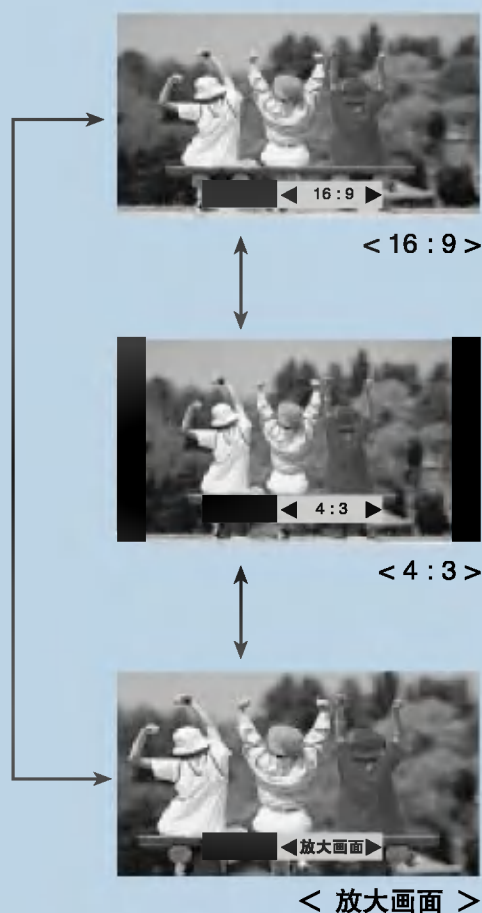 ◀ 16 : 9 ▶
< 16 : 9 >
◀ 4 : 3 ▶
< 4 : 3 >
◀放大画面▶
< 放大画面 >